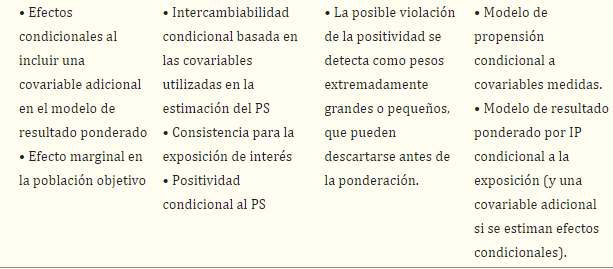 • Efectos
condicionales al
incluir una
covariable adicional
en el modelo de
resultado ponderado
• Efecto marginal en
la población objetivo
• Intercambiabilidad
condicional basada en
las covariables
utilizadas en la
estimación del PS
• Consistencia para la
exposición de interés
• Positividad
condicional al PS
• La posible violación
de la positividad se
detecta como pesos
extremadamente
grandes o pequeños,
que pueden
descartarse antes de
la ponderación.
• Modelo de
propensión
condicional a
covariables medidas.
• Modelo de resultado
ponderado por IP
condicional a la
exposición (y una
covariable adicional
si se estiman efectos
condicionales).